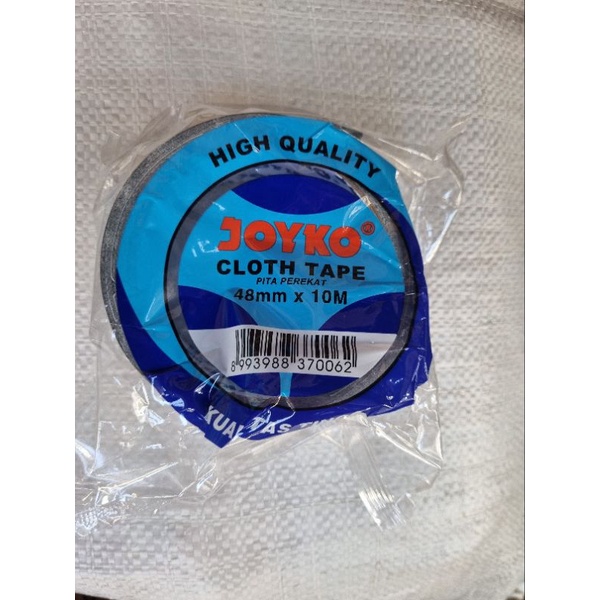 HIGH QUALITY
JOYKO®
CLOTH TAPE
PITA PEREKAT
48mm x 10M
8 993988 370062